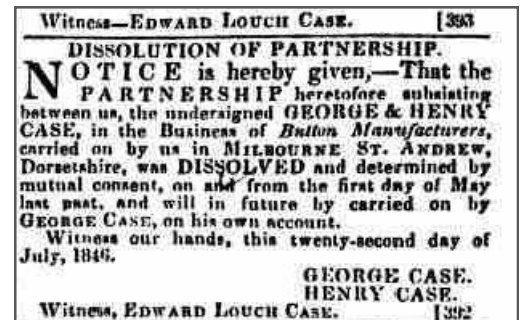 Witness—EDWARD LOUCH CASE. [393
DISSOLUTION OF PARTNERSHIP.
NOTICE is hereby given,—That the
PARTNERSHIP heretofore subsisting
between us, the undersigned GEORGE & HENRY
CASE, in the Business of Button Manufacturers,
carried on by us in MILBOURNE ST. ANDREW,
Dorsetshire, was DISSOLVED and determined by
mutual consent, on and from the first day of May
last past, and will in future by carried on by
GEORGE CASE, on his own account.
Witness our hands, this twenty-second day of
July, 1846.
GEORGE CASE.
HENRY CASE.
Witness, EDWARD LOUCH CASE. [392